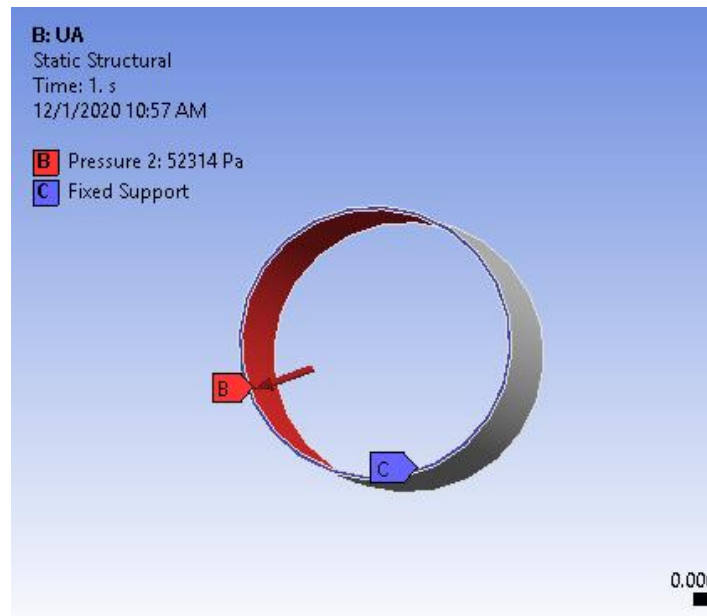 B: UA
Static Structural
Time: 1. s
12/1/2020 10:57 AM
B Pressure 2: 52314 Pa
C Fixed Support
B
C